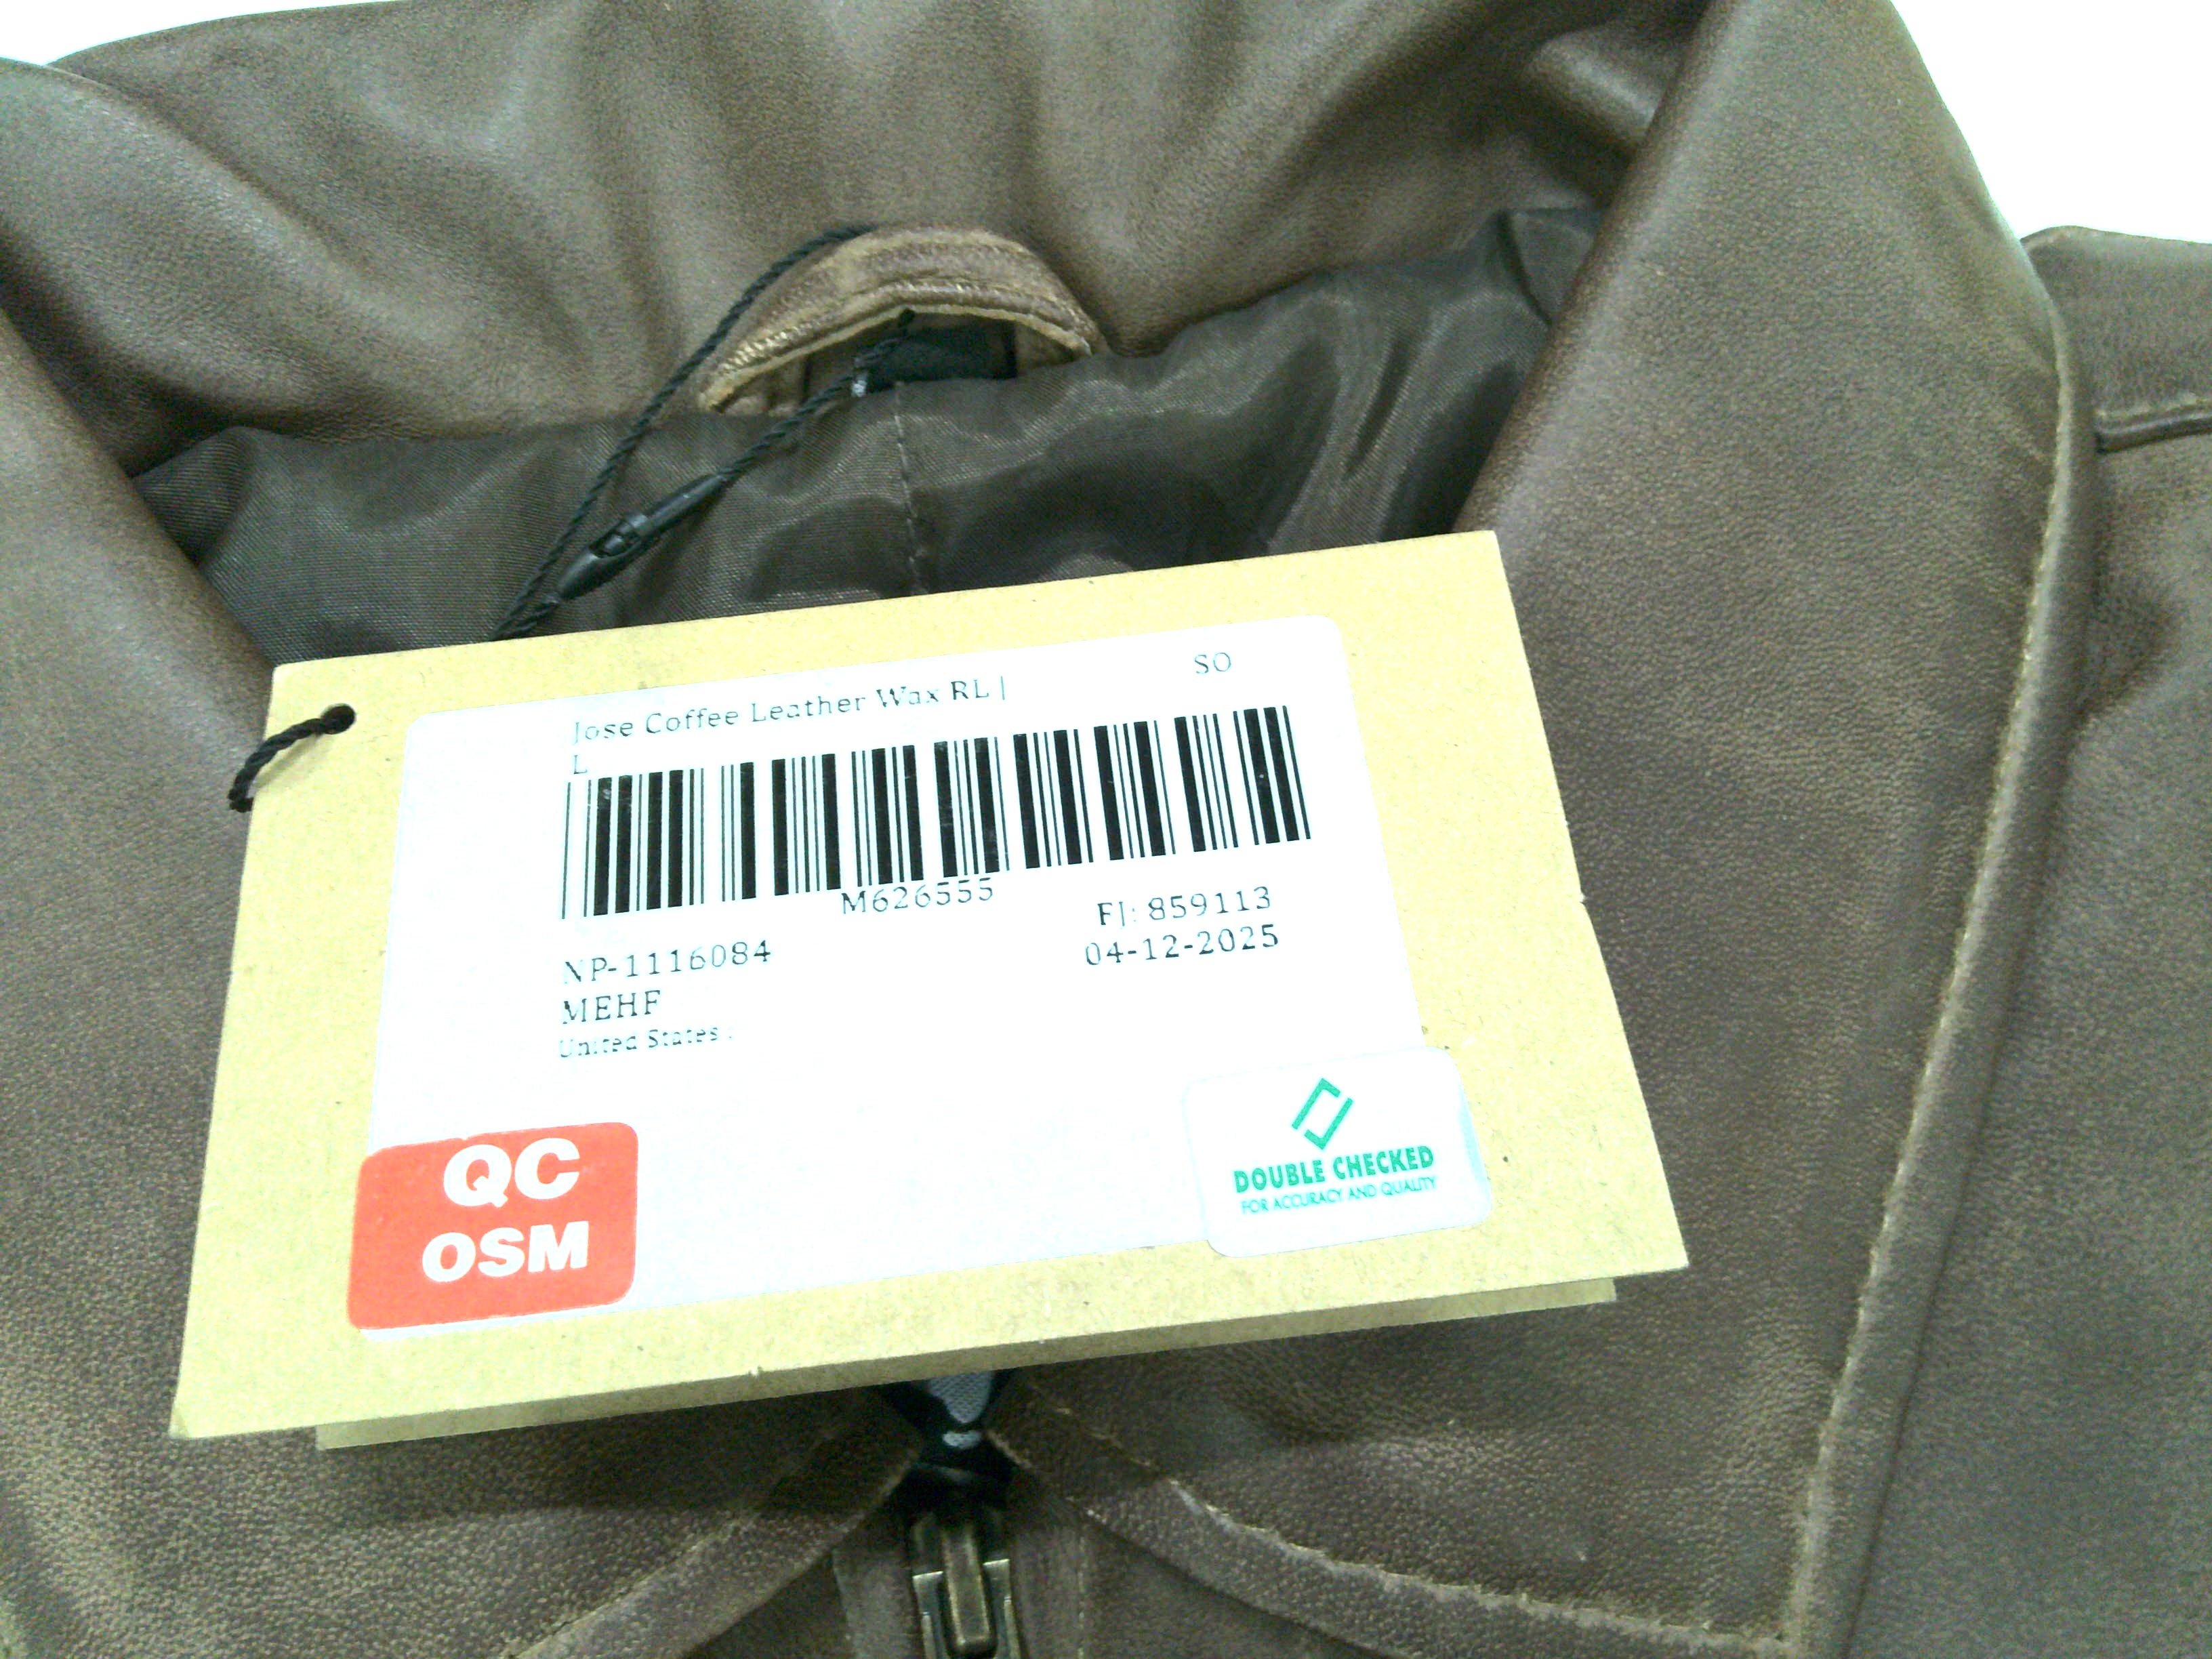 Jose Coffee Leather Wax RL |
SO
L
M626555
FJ: 859113
NP-1116084
04-12-2025
MEHF
United States :
QC
OSM
DOUBLE CHECKED
FOR ACCURACY AND QUALITY